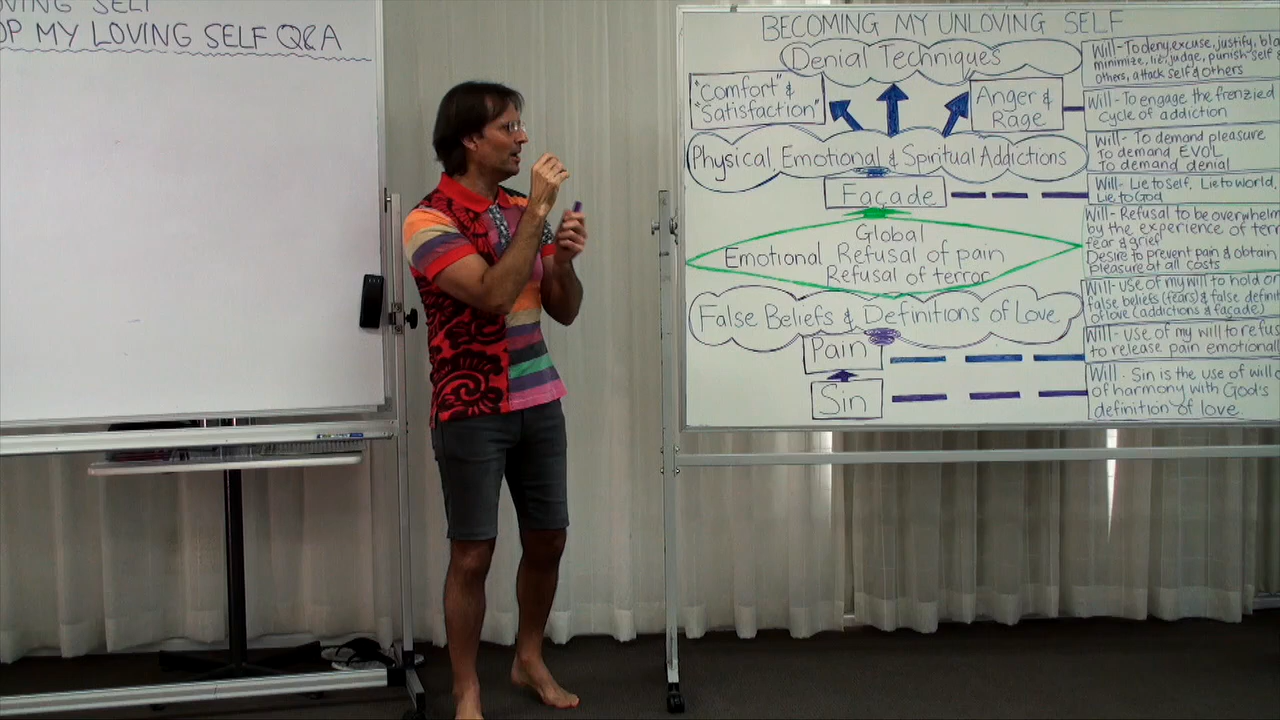 OVING SELF
OP MY LOVING SELF Q&A
BECOMING MY UNLOVING SELF
Denial Techniques
"Comfort" &
"Satisfaction"
Anger &
Rage
Physical, Emotional & Spiritual Addictions
Façade
Global
Emotional Refusal of pain
Refusal of terror
False Beliefs & Definitions of Love
Pain
Sin
Will - To deny, excuse, justify, bla
minimize, lie, judge, punish self &
others, attack self & others
Will - To engage the frenzied
cycle of addiction
Will - To demand pleasure
To demand EVOL
To demand denial
Will - Lie to self, Lie to world,
Lie to God
Will - Refusal to be overwhelm
by the experience of terr
fear & grief
Desire to prevent pain & obtain
pleasure at all costs
Will - Use of my will to hold on
false beliefs (fears) & false defini
of love (addictions & façade)
Will - Use of my will to refus
to release pain emotionall
Will - Sin is the use of will o
of harmony with God's
definition of love